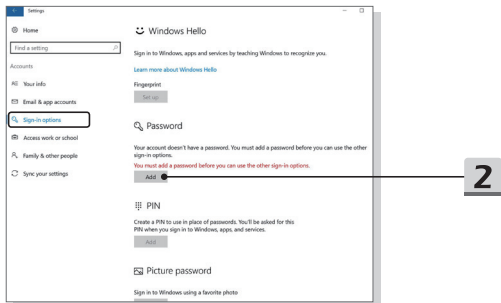 Settings
Home
Find a setting
Accounts
Your info
Email & app accounts
Sign-in options
Access work or school
Family & other people
Sync your settings
Windows Hello
Sign in to Windows, apps and services by teaching Windows to recognize you.
Learn more about Windows Hello
Fingerprint
Set up
Password
Your account doesn't have a password. You must add a password before you can use the other
sign-in options.
You must add a password before you can use the other sign-in options.
Add
PIN
Create a PIN to use in place of passwords. You'll be asked for this
PIN when you sign in to Windows, apps, and services.
Add
Picture password
Sign in to Windows using a favorite photo
2